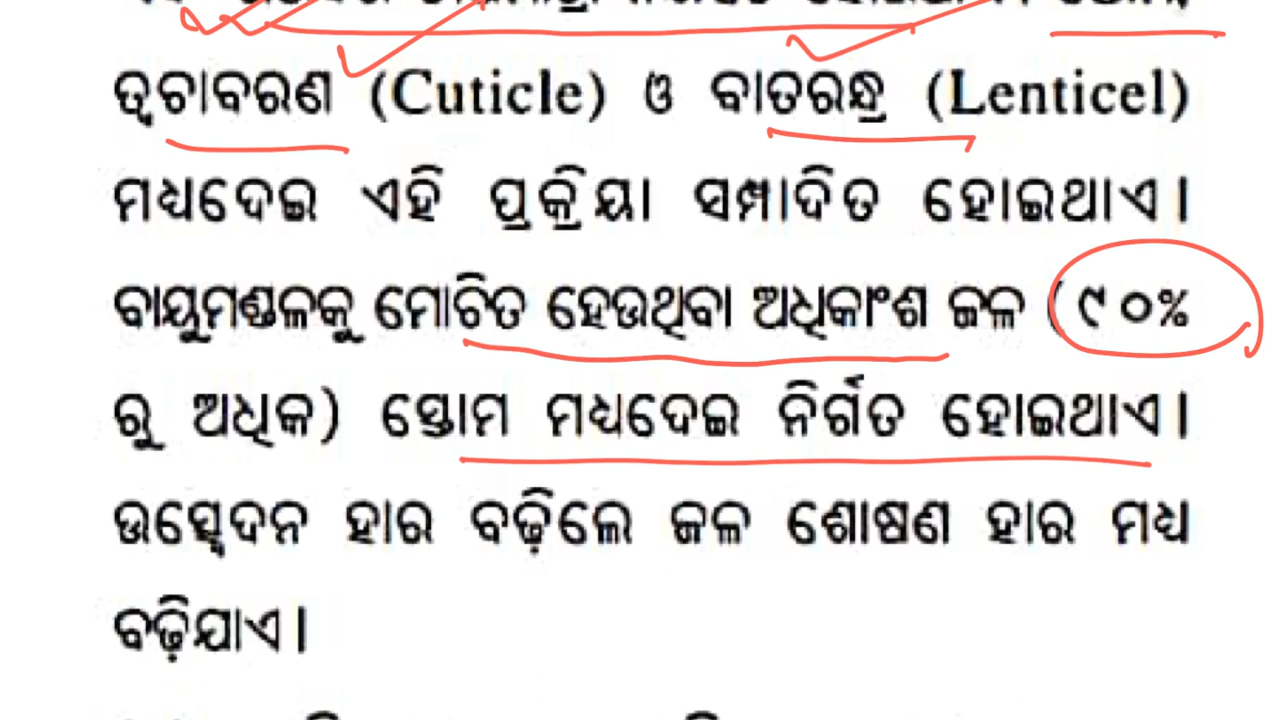 ତ୍ୱଚାବରଣ (Cuticle) ଓ ବାତରନ୍ଧ୍ର (Lenticel)
ମଧ୍ୟଦେଇ ଏହି ପ୍ରକ୍ରିୟା ସମ୍ପାଦିତ ହୋଇଥାଏ।
ବାୟୁମଣ୍ଡଳକୁ ମୋଚିତ ହେଉଥିବା ଅଧିକାଂଶ ଜଳ (୯୦%
ରୁ ଅଧିକ) ସ୍ତୋମ ମଧ୍ୟଦେଇ ନିର୍ଗତ ହୋଇଥାଏ।
ଉତ୍ସ୍ୱେଦନ ହାର ବଢ଼ିଲେ ଜଳ ଶୋଷଣ ହାର ମଧ୍ୟ
ବଢ଼ିଯାଏ।